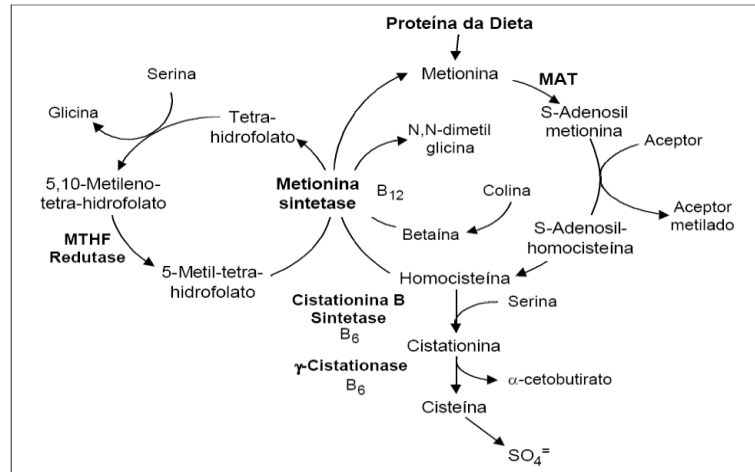 Proteína da Dieta
Metionina
MAT
Serina
Glicina
Tetra-
hidrofolato
N,N-dimetil
glicina
S-Adenosil
metionina
Aceptor
5,10-Metileno-
tetra-hidrofolato
Metionina
sintetase
B12
Colina
Aceptor
metilado
MTHF
Redutase
Betaína
S-Adenosil-
homocisteína
5-Metil-tetra-
hidrofolato
Homocisteína
Cistationina B
Sintetase
B6
Serina
Cistationina
γ-Cistationase
B6
α-cetobutirato
Cisteína
SO4=